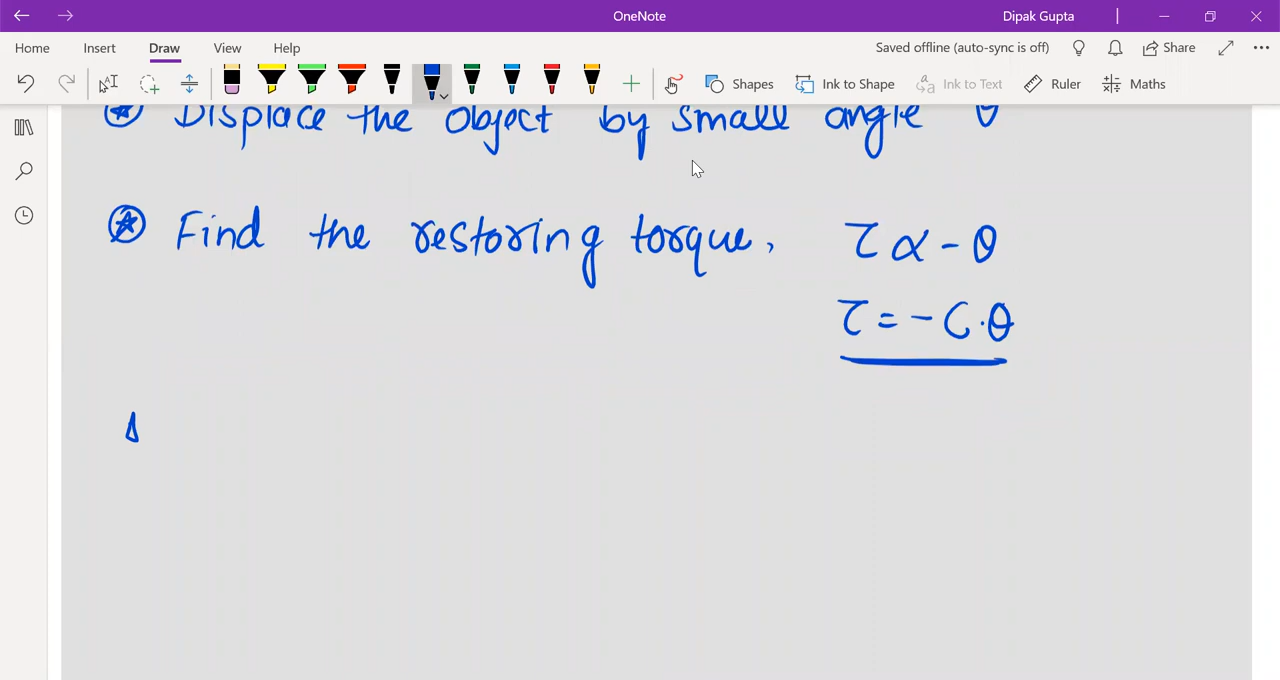 OneNote
Dipak Gupta
Home Insert Draw View Help
Saved offline (auto-sync is off)
Share
Shapes
Ink to Shape
Ink to Text
Ruler
Maths
Displace the object by small angle θ
Find the restoring torque, τ α - θ
τ = - C·θ